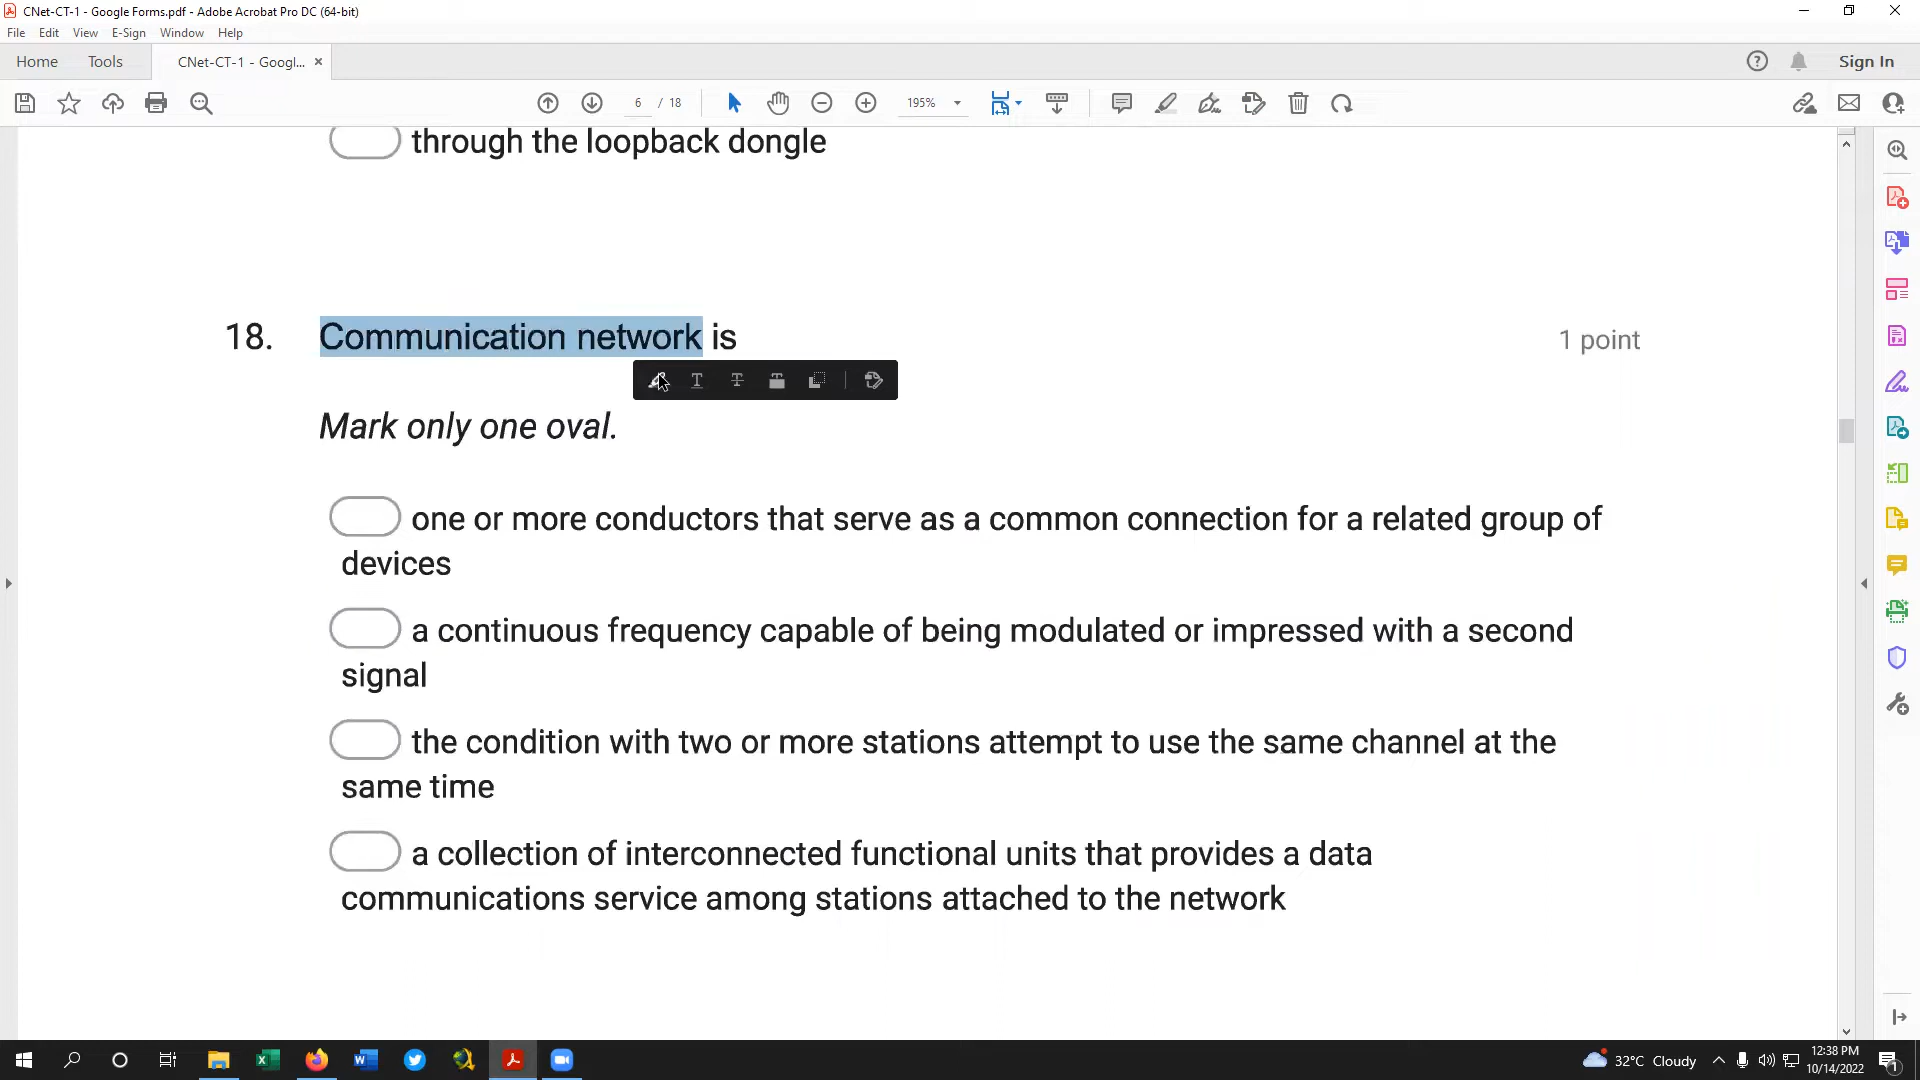 CNet-CT-1 - Google Forms.pdf - Adobe Acrobat Pro DC (64-bit)
File Edit View E-Sign Window Help
Home Tools CNet-CT-1 - Googl... × Sign In
6 / 18 195%
through the loopback dongle
18. Communication network is 1 point
Mark only one oval.
one or more conductors that serve as a common connection for a related group of
devices
a continuous frequency capable of being modulated or impressed with a second
signal
the condition with two or more stations attempt to use the same channel at the
same time
a collection of interconnected functional units that provides a data
communications service among stations attached to the network
32°C Cloudy 12:38 PM
10/14/2022 1